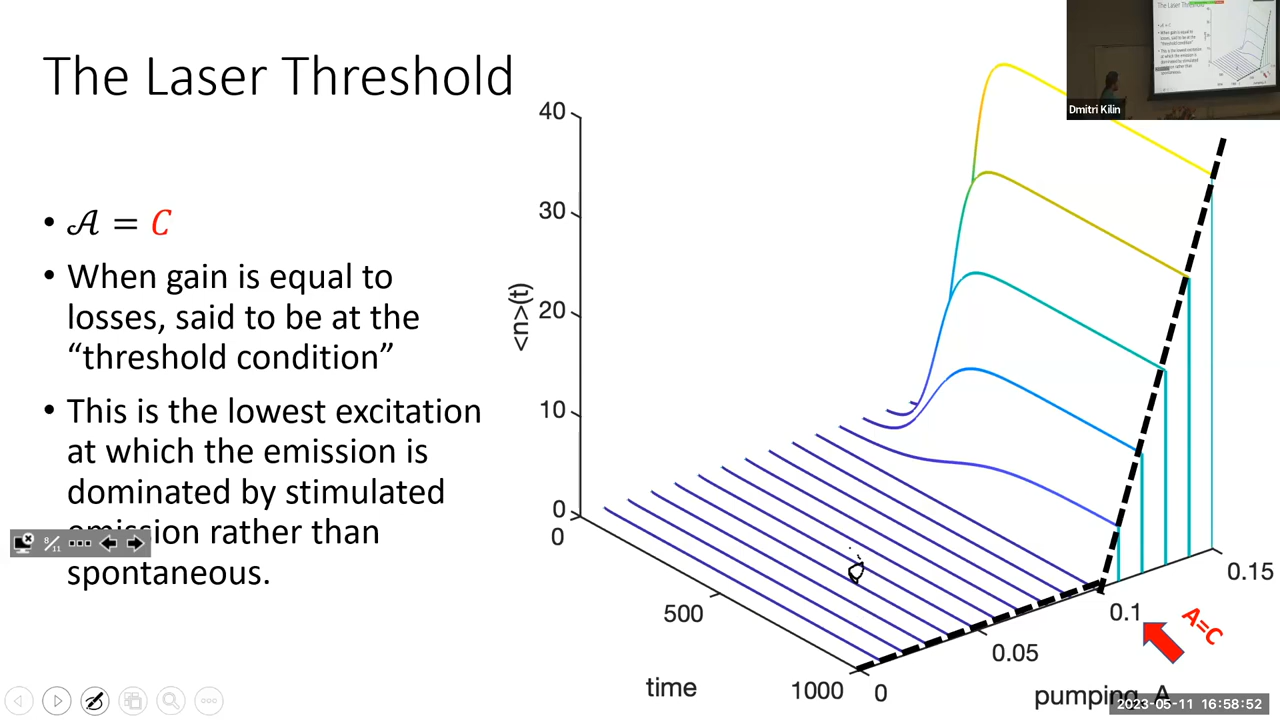 The Laser Threshold
• 𝒜 = C
• When gain is equal to
losses, said to be at the
“threshold condition”
• This is the lowest excitation
at which the emission is
dominated by stimulated
emission rather than
spontaneous.
8/11
40
30
20
10
0
<n>(t)
0
500
1000
time
0
0.05
0.1
0.15
pumping A
A=C
Dmitri Kilin
2023-05-11 16:58:52